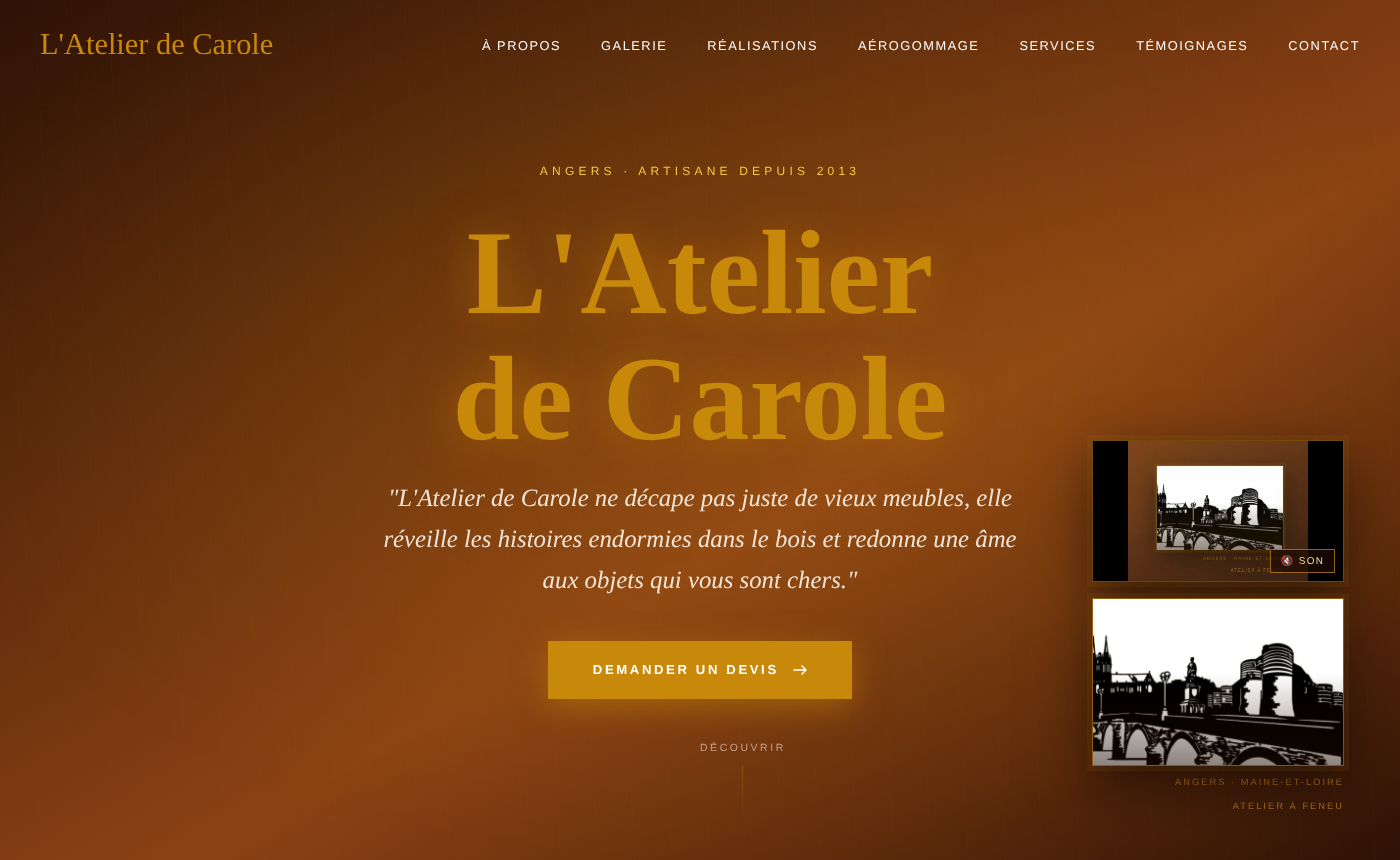 L'Atelier de Carole
À PROPOS GALERIE RÉALISATIONS AÉROGOMMAGE SERVICES TÉMOIGNAGES CONTACT
ANGERS · ARTISANE DEPUIS 2013
L'Atelier
de Carole
"L'Atelier de Carole ne décape pas juste de vieux meubles, elle
réveille les histoires endormies dans le bois et redonne une âme
aux objets qui vous sont chers."
DEMANDER UN DEVIS
DÉCOUVRIR
SON
ANGERS · MAINE-ET-LOIRE
ATELIER À FENEU